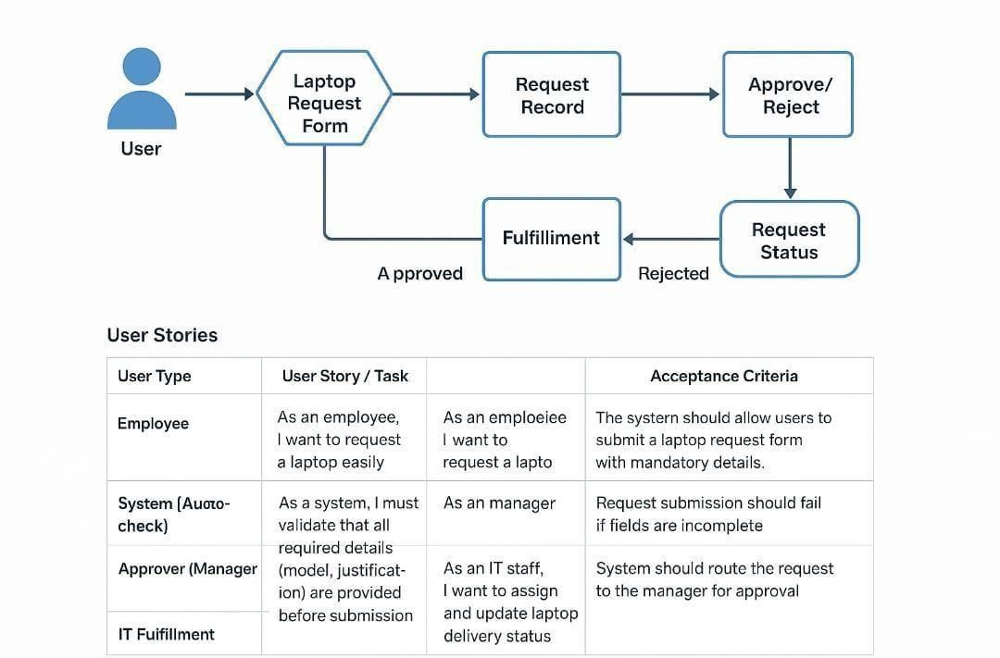 Laptop
Request
Form
Request
Record
Approve/
Reject
User
Fulfilliment
Request
Status
A pproved
Rejected
User Stories
User Type
User Story / Task
Acceptance Criteria
Employee
As an employee,
I want to request
a laptop easily
As an emploeiee
I want to
request a lapto
The systern should allow users to
submit a laptop request form
with mandatory details.
System (Auoto-
check)
As a system, I must
validate that all
required details
(model, justificat-
ion) are provided
before submission
As an manager
Request submission should fail
if fields are incomplete
Approver (Manager
As an IT staff,
I want to assign
and update laptop
delivery status
System should route the request
to the manager for approval
IT Fuifillment